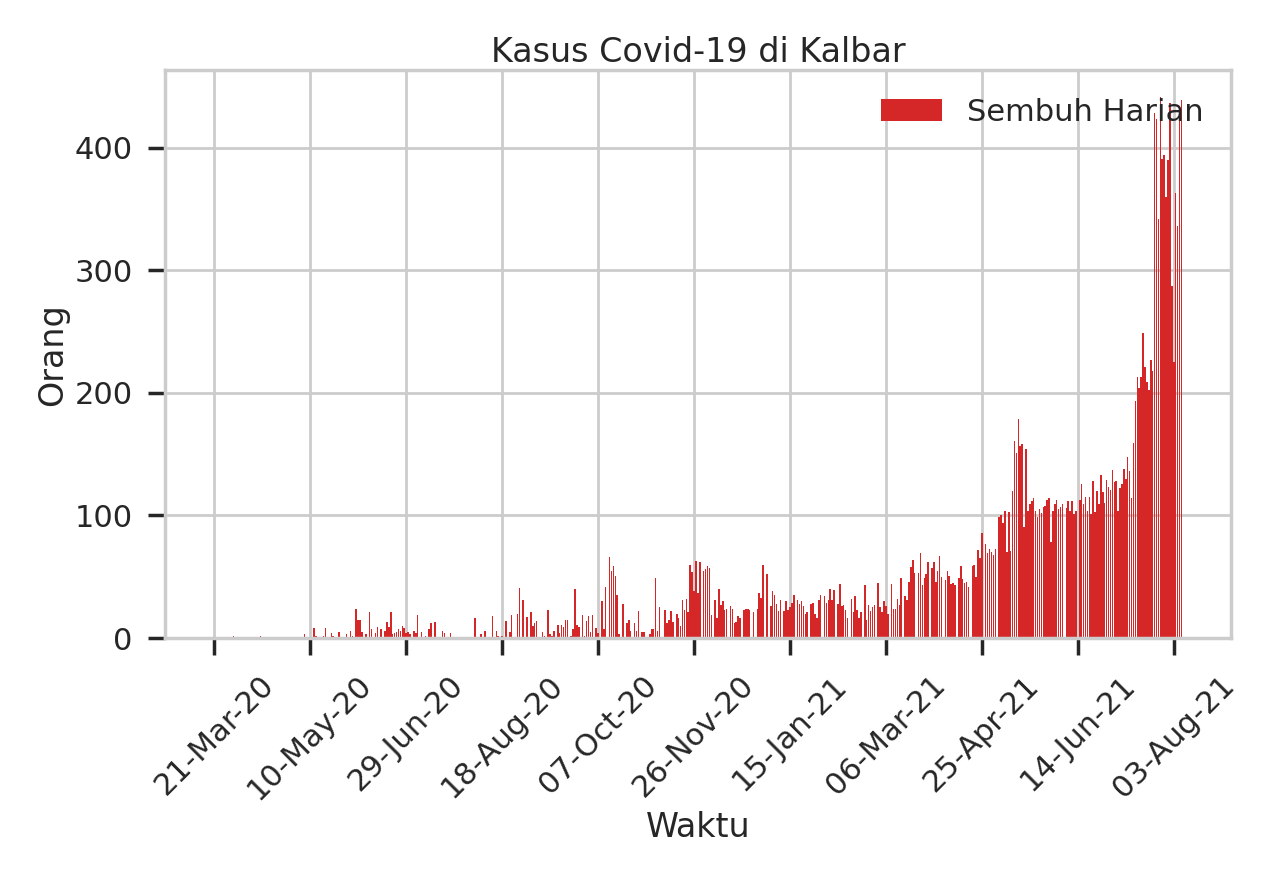 Kasus Covid-19 di Kalbar
Sembuh Harian
Orang
400
300
200
100
0
21-Mar-20
10-May-20
29-Jun-20
18-Aug-20
07-Oct-20
26-Nov-20
15-Jan-21
06-Mar-21
25-Apr-21
14-Jun-21
03-Aug-21
Waktu